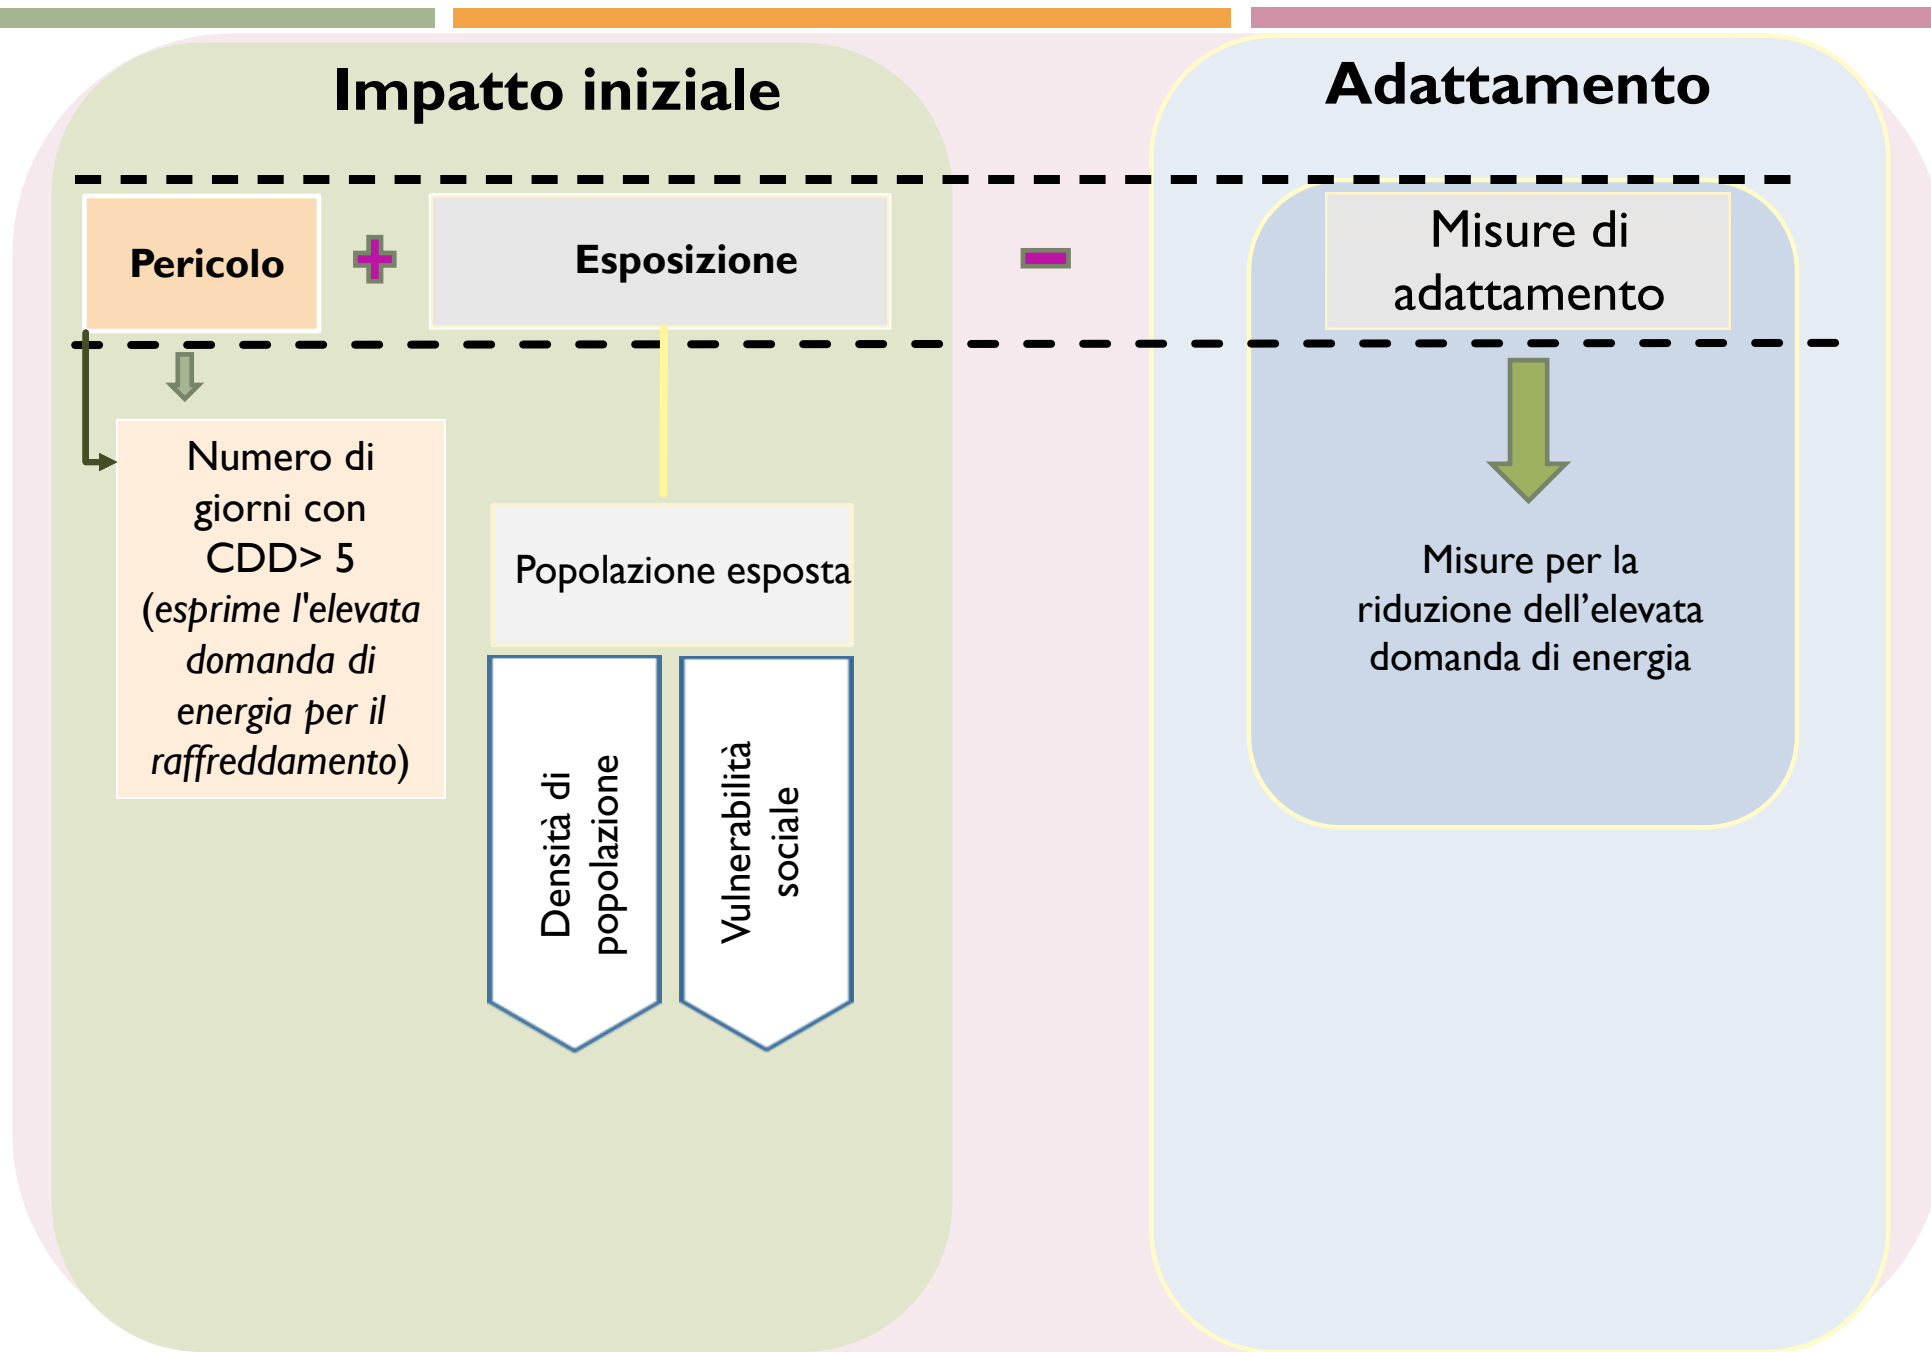 Impatto iniziale
Adattamento
Pericolo
Esposizione
Misure di
adattamento
Numero di
giorni con
CDD> 5
(esprime l'elevata
domanda di
energia per il
raffreddamento)
Popolazione esposta
Densità di
popolazione
Vulnerabilità
sociale
Misure per la
riduzione dell’elevata
domanda di energia